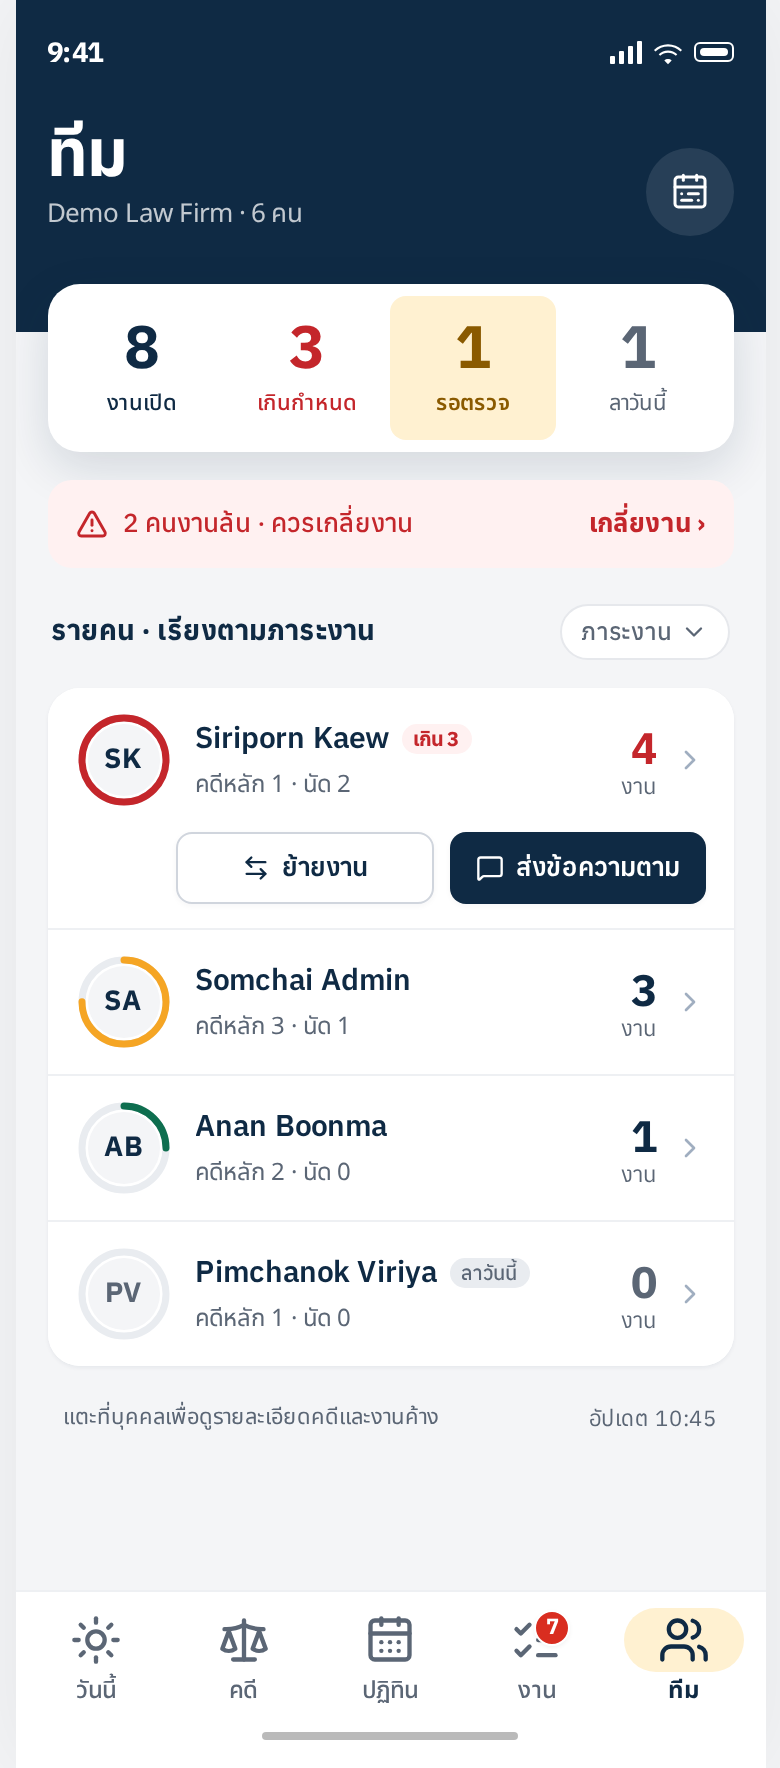 9:41
ทีม
Demo Law Firm · 6 คน
8 3 1 1
งานเปิด เกินกำหนด รอตรวจ ลาวันนี้
2 คนงานล้น · ควรเกลี่ยงาน เกลี่ยงาน ›
รายคน · เรียงตามภาระงาน ภาระงาน
SK Siriporn Kaew เกิน 3 4
คดีหลัก 1 · นัด 2 งาน
ย้ายงาน ส่งข้อความตาม
SA Somchai Admin 3
คดีหลัก 3 · นัด 1 งาน
AB Anan Boonma 1
คดีหลัก 2 · นัด 0 งาน
PV Pimchanok Viriya ลาวันนี้ 0
คดีหลัก 1 · นัด 0 งาน
แตะที่บุคคลเพื่อดูรายละเอียดคดีและงานค้าง อัปเดต 10:45
7
วันนี้ คดี ปฏิทิน งาน ทีม